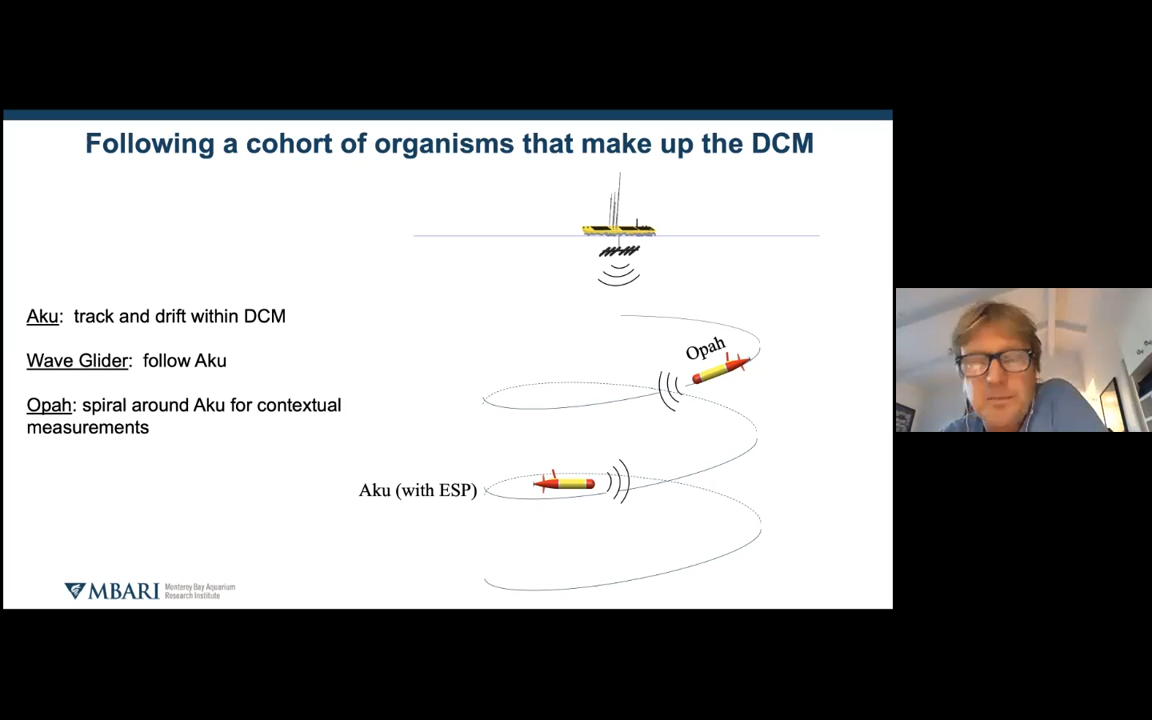 Following a cohort of organisms that make up the DCM
Aku: track and drift within DCM
Wave Glider: follow Aku
Opah: spiral around Aku for contextual
measurements
Opah
Aku (with ESP)
MBARI
Monterey Bay Aquarium
Research Institute